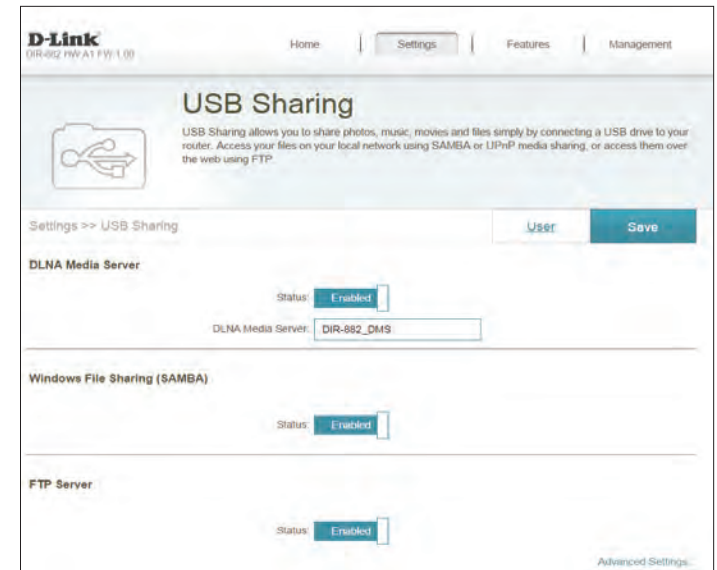 D-Link
DIR-882 HW:A1 FW:1.00
Home | Settings | Features | Management
USB Sharing
USB Sharing allows you to share photos, music, movies and files simply by connecting a USB drive to your
router. Access your files on your local network using SAMBA or UPnP media sharing, or access them over
the web using FTP.
Settings >> USB Sharing
User
Save
DLNA Media Server
Status: Enabled
DLNA Media Server: DIR-882_DMS
Windows File Sharing (SAMBA)
Status: Enabled
FTP Server
Status: Enabled
Advanced Settings...